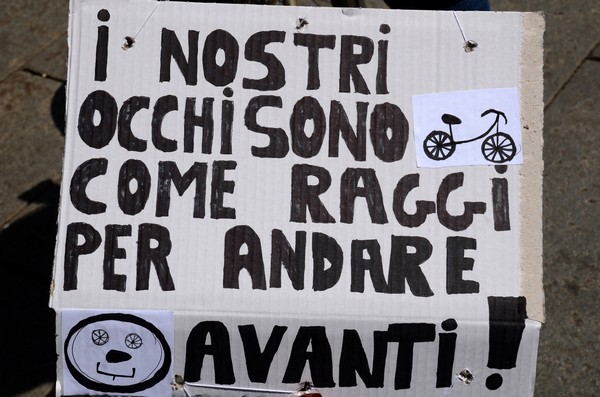 i NOSTRi
OCCHi SONO
COME RAGGi
PER ANDARE
AVANTi!